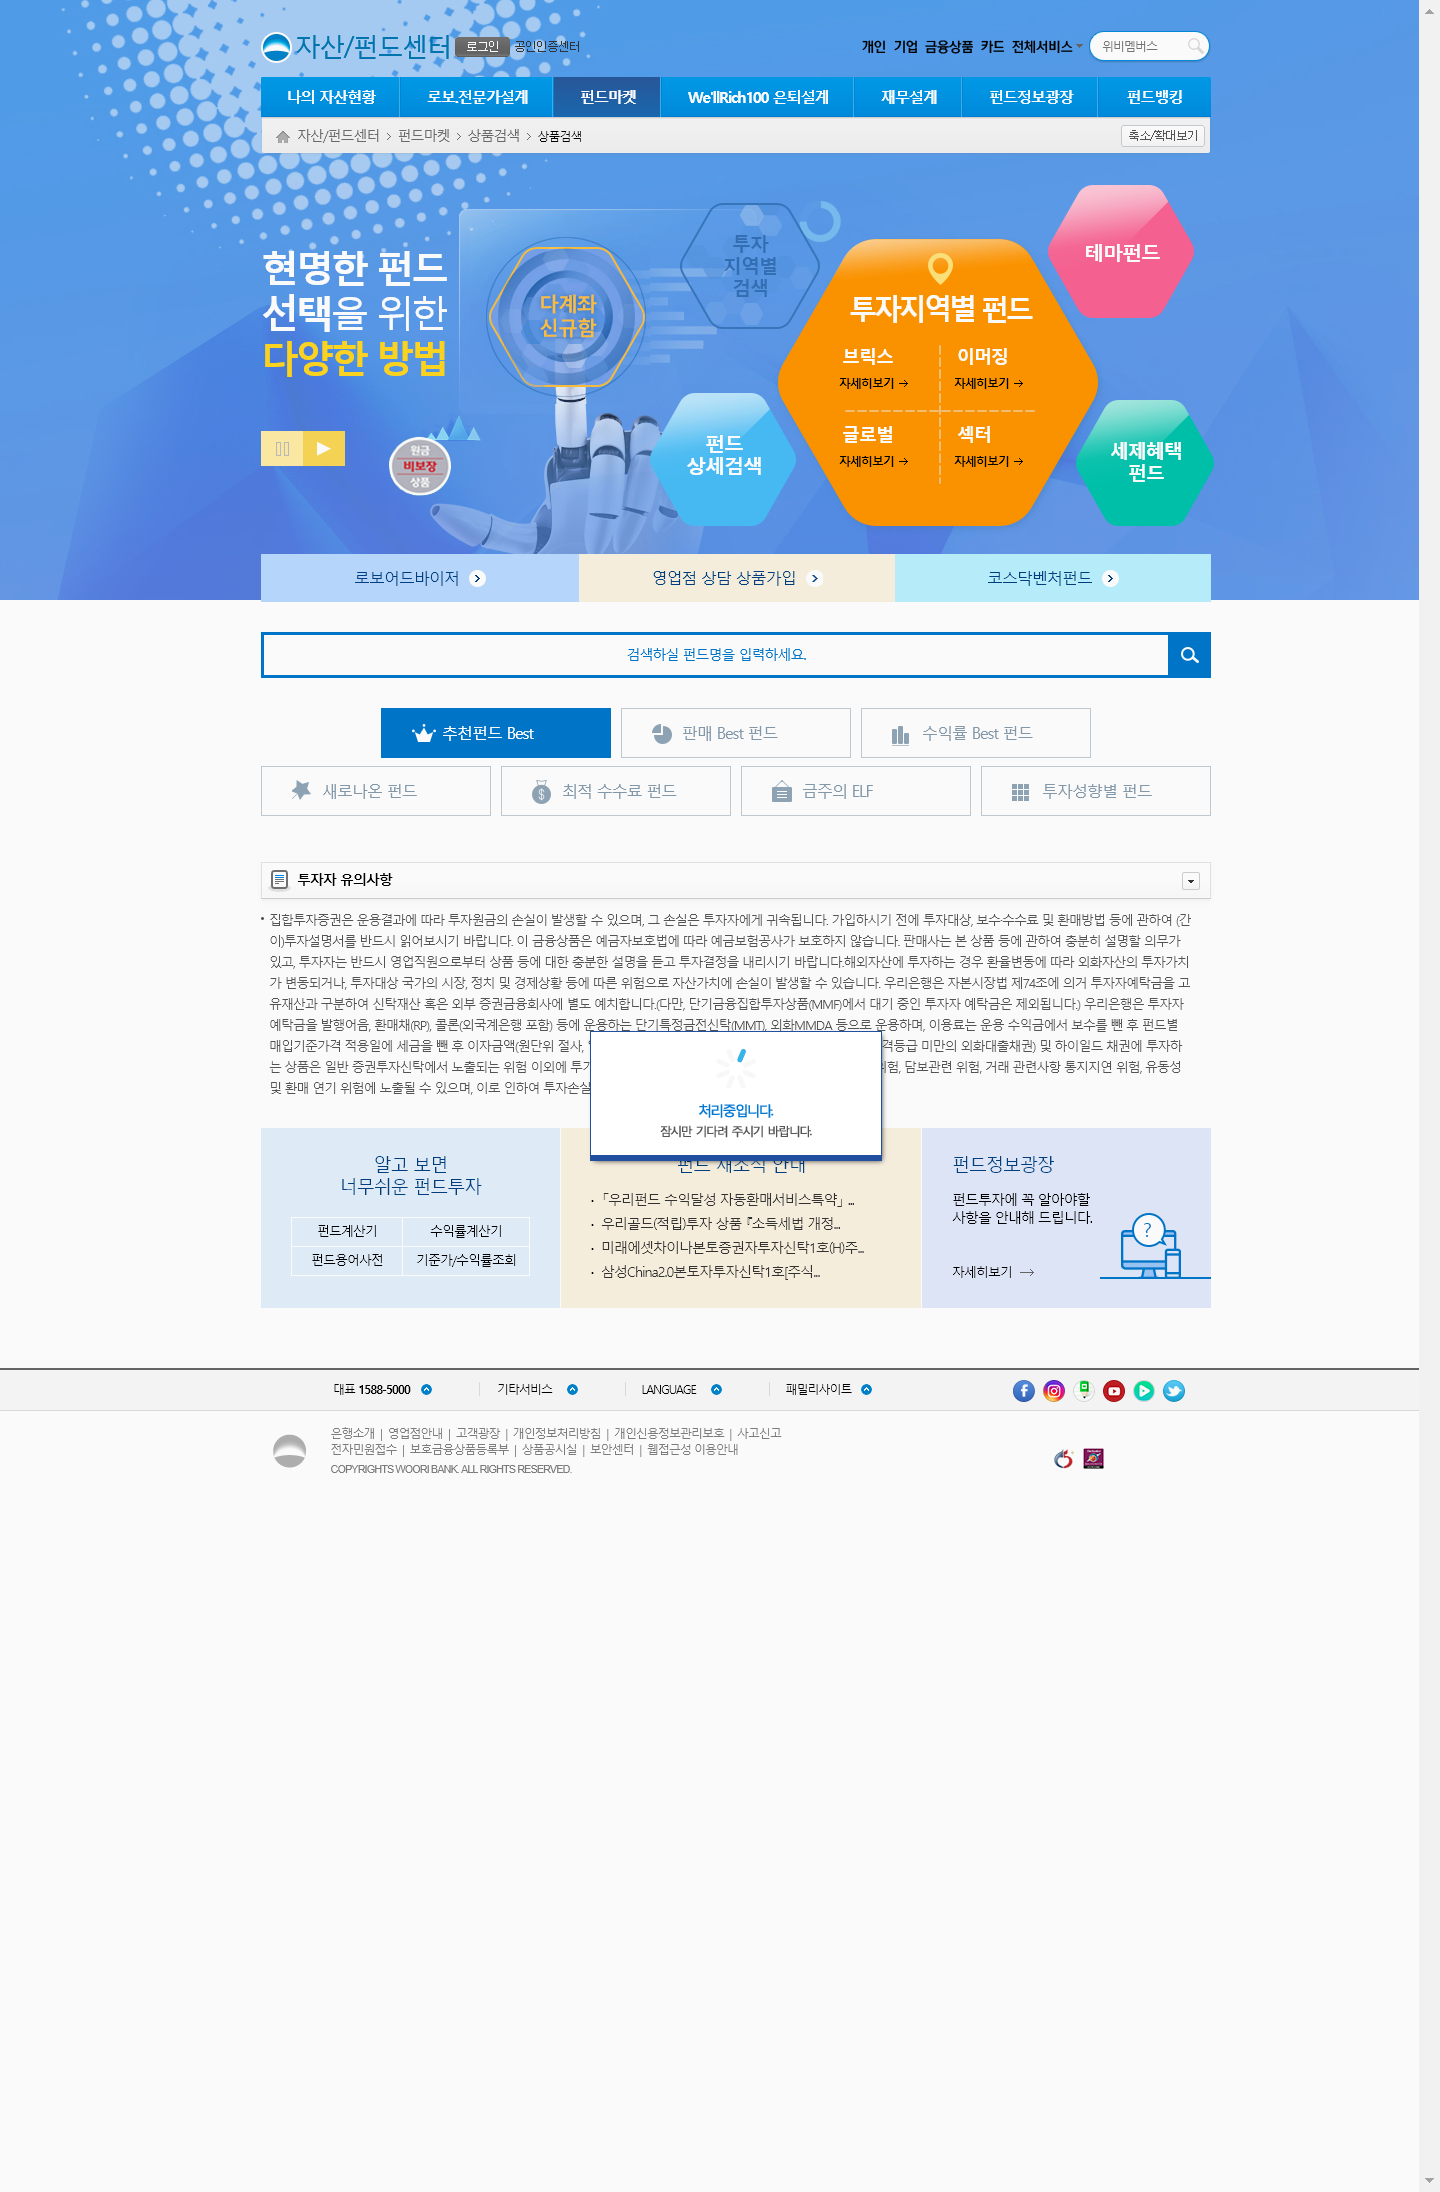 자산/펀드센터 로그인 공인인증센터
개인 기업 금융상품 카드 전체서비스 위비멤버스
나의 자산현황 로보.전문가설계 펀드마켓 We'llRich100 은퇴설계 재무설계 펀드정보광장 펀드뱅킹
자산/펀드센터 > 펀드마켓 > 상품검색 > 상품검색 축소/확대보기
현명한 펀드
선택을 위한
다양한 방법
다계좌
신규함
원금
비보장
상품
투자
지역별
검색
펀드
상세검색
투자지역별 펀드
브릭스 이머징
자세히보기 → 자세히보기 →
글로벌 섹터
자세히보기 → 자세히보기 →
테마펀드
세제혜택
펀드
로보어드바이저 영업점 상담 상품가입 코스닥벤처펀드
검색하실 펀드명을 입력하세요.
추천펀드 Best 판매 Best 펀드 수익률 Best 펀드
새로나온 펀드 최적 수수료 펀드 금주의 ELF 투자성향별 펀드
투자자 유의사항
• 집합투자증권은 운용결과에 따라 투자원금의 손실이 발생할 수 있으며, 그 손실은 투자자에게 귀속됩니다. 가입하시기 전에 투자대상, 보수·수수료 및 환매방법 등에 관하여 (간
이)투자설명서를 반드시 읽어보시기 바랍니다. 이 금융상품은 예금자보호법에 따라 예금보험공사가 보호하지 않습니다. 판매사는 본 상품 등에 관하여 충분히 설명할 의무가
있고, 투자자는 반드시 영업직원으로부터 상품 등에 대한 충분한 설명을 듣고 투자결정을 내리시기 바랍니다.해외자산에 투자하는 경우 환율변동에 따라 외화자산의 투자가치
가 변동되거나, 투자대상 국가의 시장, 정치 및 경제상황 등에 따른 위험으로 자산가치에 손실이 발생할 수 있습니다. 우리은행은 자본시장법 제74조에 의거 투자자예탁금을 고
유재산과 구분하여 신탁재산 혹은 외부 증권금융회사에 별도 예치합니다.(다만, 단기금융집합투자상품(MMF)에서 대기 중인 투자자 예탁금은 제외됩니다.) 우리은행은 투자자
예탁금을 발행어음, 환매채(RP), 콜론(외국계은행 포함) 등에 운용하는 단기특정금전신탁(MMT), 외화MMDA 등으로 운용하며, 이용료는 운용 수익금에서 보수를 뺀 후 펀드별
매입기준가격 적용일에 세금을 뺀 후 이자금액(원단위 절사, 격등급 미만의 외화대출채권) 및 하이일드 채권에 투자하
는 상품은 일반 증권투자신탁에서 노출되는 위험 이외에 투기 위험, 담보관련 위험, 거래 관련사항 통지지연 위험, 유동성
및 환매 연기 위험에 노출될 수 있으며, 이로 인하여 투자손실
처리중입니다.
잠시만 기다려 주시기 바랍니다.
알고 보면
너무쉬운 펀드투자
펀드계산기 수익률계산기
펀드용어사전 기준가/수익률조회
펀드 새소식 안내
· 「우리펀드 수익달성 자동환매서비스특약」 ...
· 우리골드(적립)투자 상품 『소득세법 개정...
· 미래에셋차이나본토증권자투자신탁1호(H)주...
· 삼성China2.0본토자투자신탁1호[주식...
펀드정보광장
펀드투자에 꼭 알아야할
사항을 안내해 드립니다.
?
자세히보기 →
대표 1588-5000 기타서비스 LANGUAGE 패밀리사이트
은행소개 | 영업점안내 | 고객광장 | 개인정보처리방침 | 개인신용정보관리보호 | 사고신고
전자민원접수 | 보호금융상품등록부 | 상품공시실 | 보안센터 | 웹접근성 이용안내
COPYRIGHTS WOORI BANK. ALL RIGHTS RESERVED.